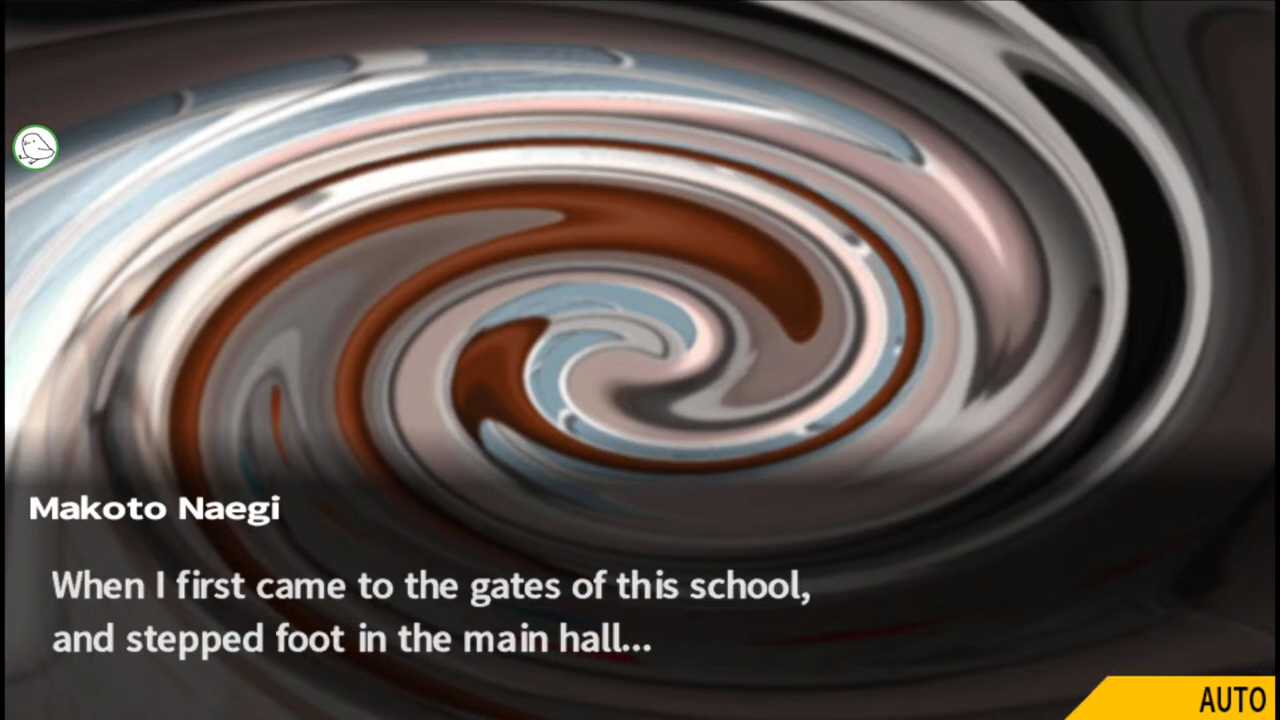 Makoto Naegi
When I first came to the gates of this school,
and stepped foot in the main hall...
AUTO